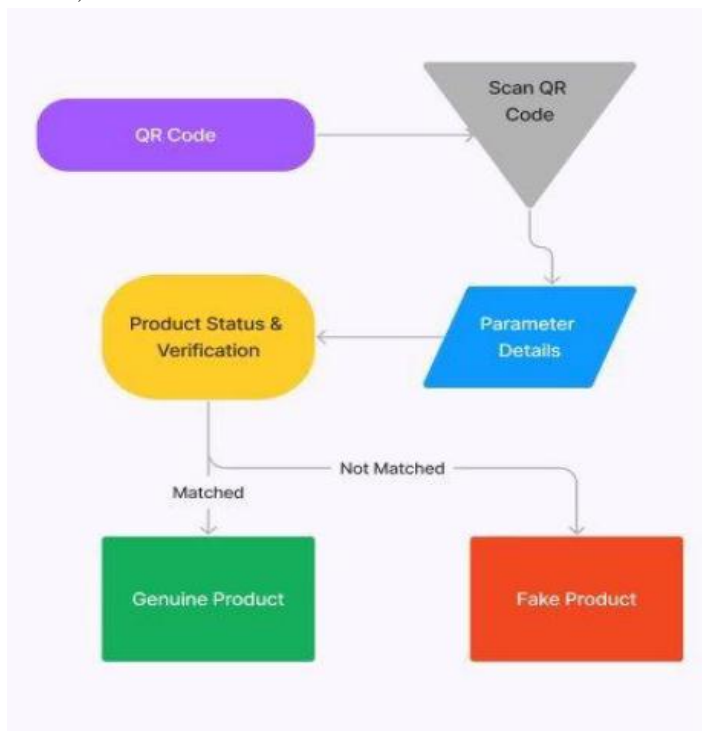 QR Code
Scan QR
Code
Parameter
Details
Product Status &
Verification
Not Matched
Matched
Genuine Product
Fake Product